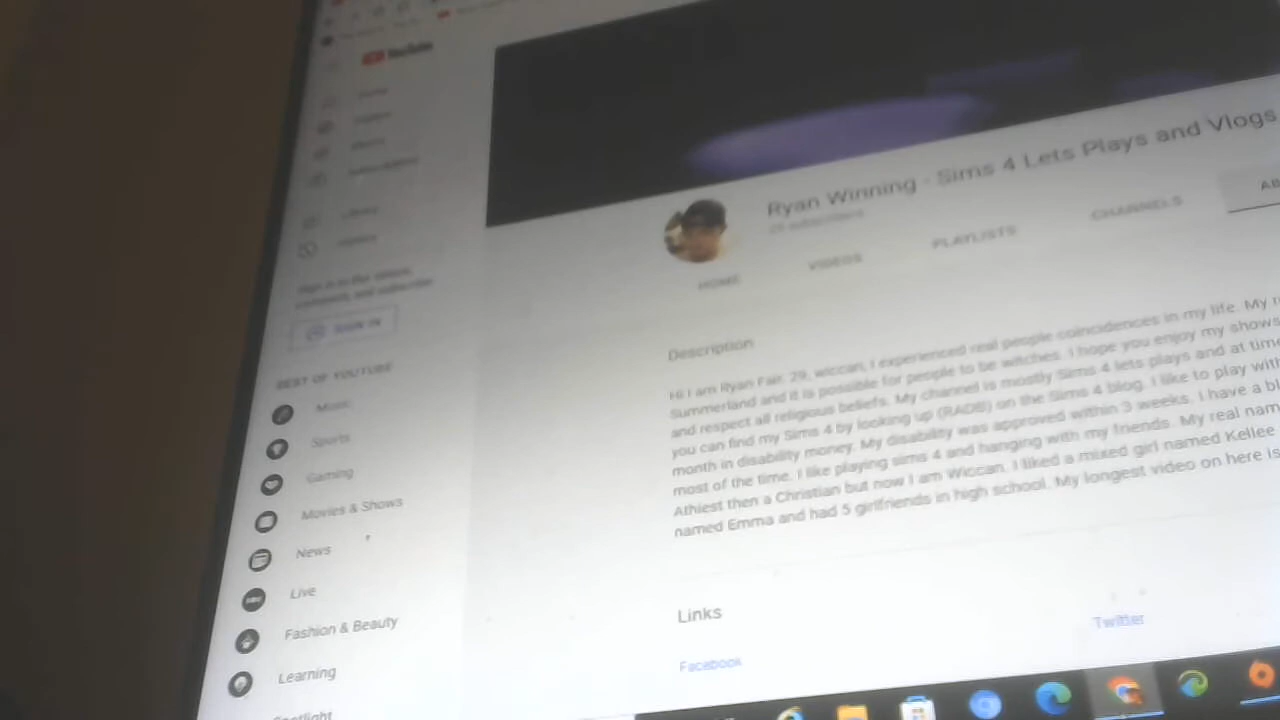 YouTube
Home
Ryan Winning - Sims 4 Lets Plays and Vlogs
HOME
VIDEOS
PLAYLISTS
CHANNELS
AB
SIGN IN
BEST OF YOUTUBE
Music
Sports
Gaming
Movies & Shows
News
Live
Fashion & Beauty
Learning
Spotlight
Description
Hi I am Ryan Fair. 29, wiccan, I experienced real people coincidences in my life. My r
Summerland and it is possible for people to be witches. I hope you enjoy my shows
and respect all religious beliefs. My channel is mostly Sims 4 lets plays and at time
you can find my Sims 4 by looking up (RADB) on the Sims 4 blog. I like to play with
month in disability money. My disability was approved within 3 weeks. I have a bl
most of the time. I like playing sims 4 and hanging with my friends. My real nam
Athiest then a Christian but now I am Wiccan. I liked a mixed girl named Kellee
named Emma and had 5 girlfriends in high school. My longest video on here is
Links
Facebook
Twitter